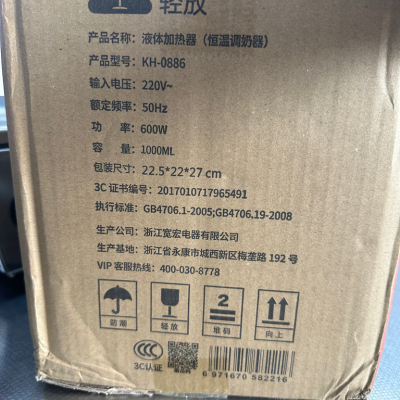 轻放
产品名称：液体加热器（恒温调奶器）
产品型号：KH-0886
输入电压：220V~
额定频率：50Hz
功 率：600W
容 量：1000ML
包装尺寸：22.5*22*27 cm
3C 证书编号：2017010717965491
执行标准：GB4706.1-2005;GB4706.19-2008
生产公司：浙江宽宏电器有限公司
生产基地：浙江省永康市城西新区梅垄路 192 号
VIP 客服热线：400-030-8778
2
防潮 轻放 堆码 向上
CCC
3C认证
6 971670 582216